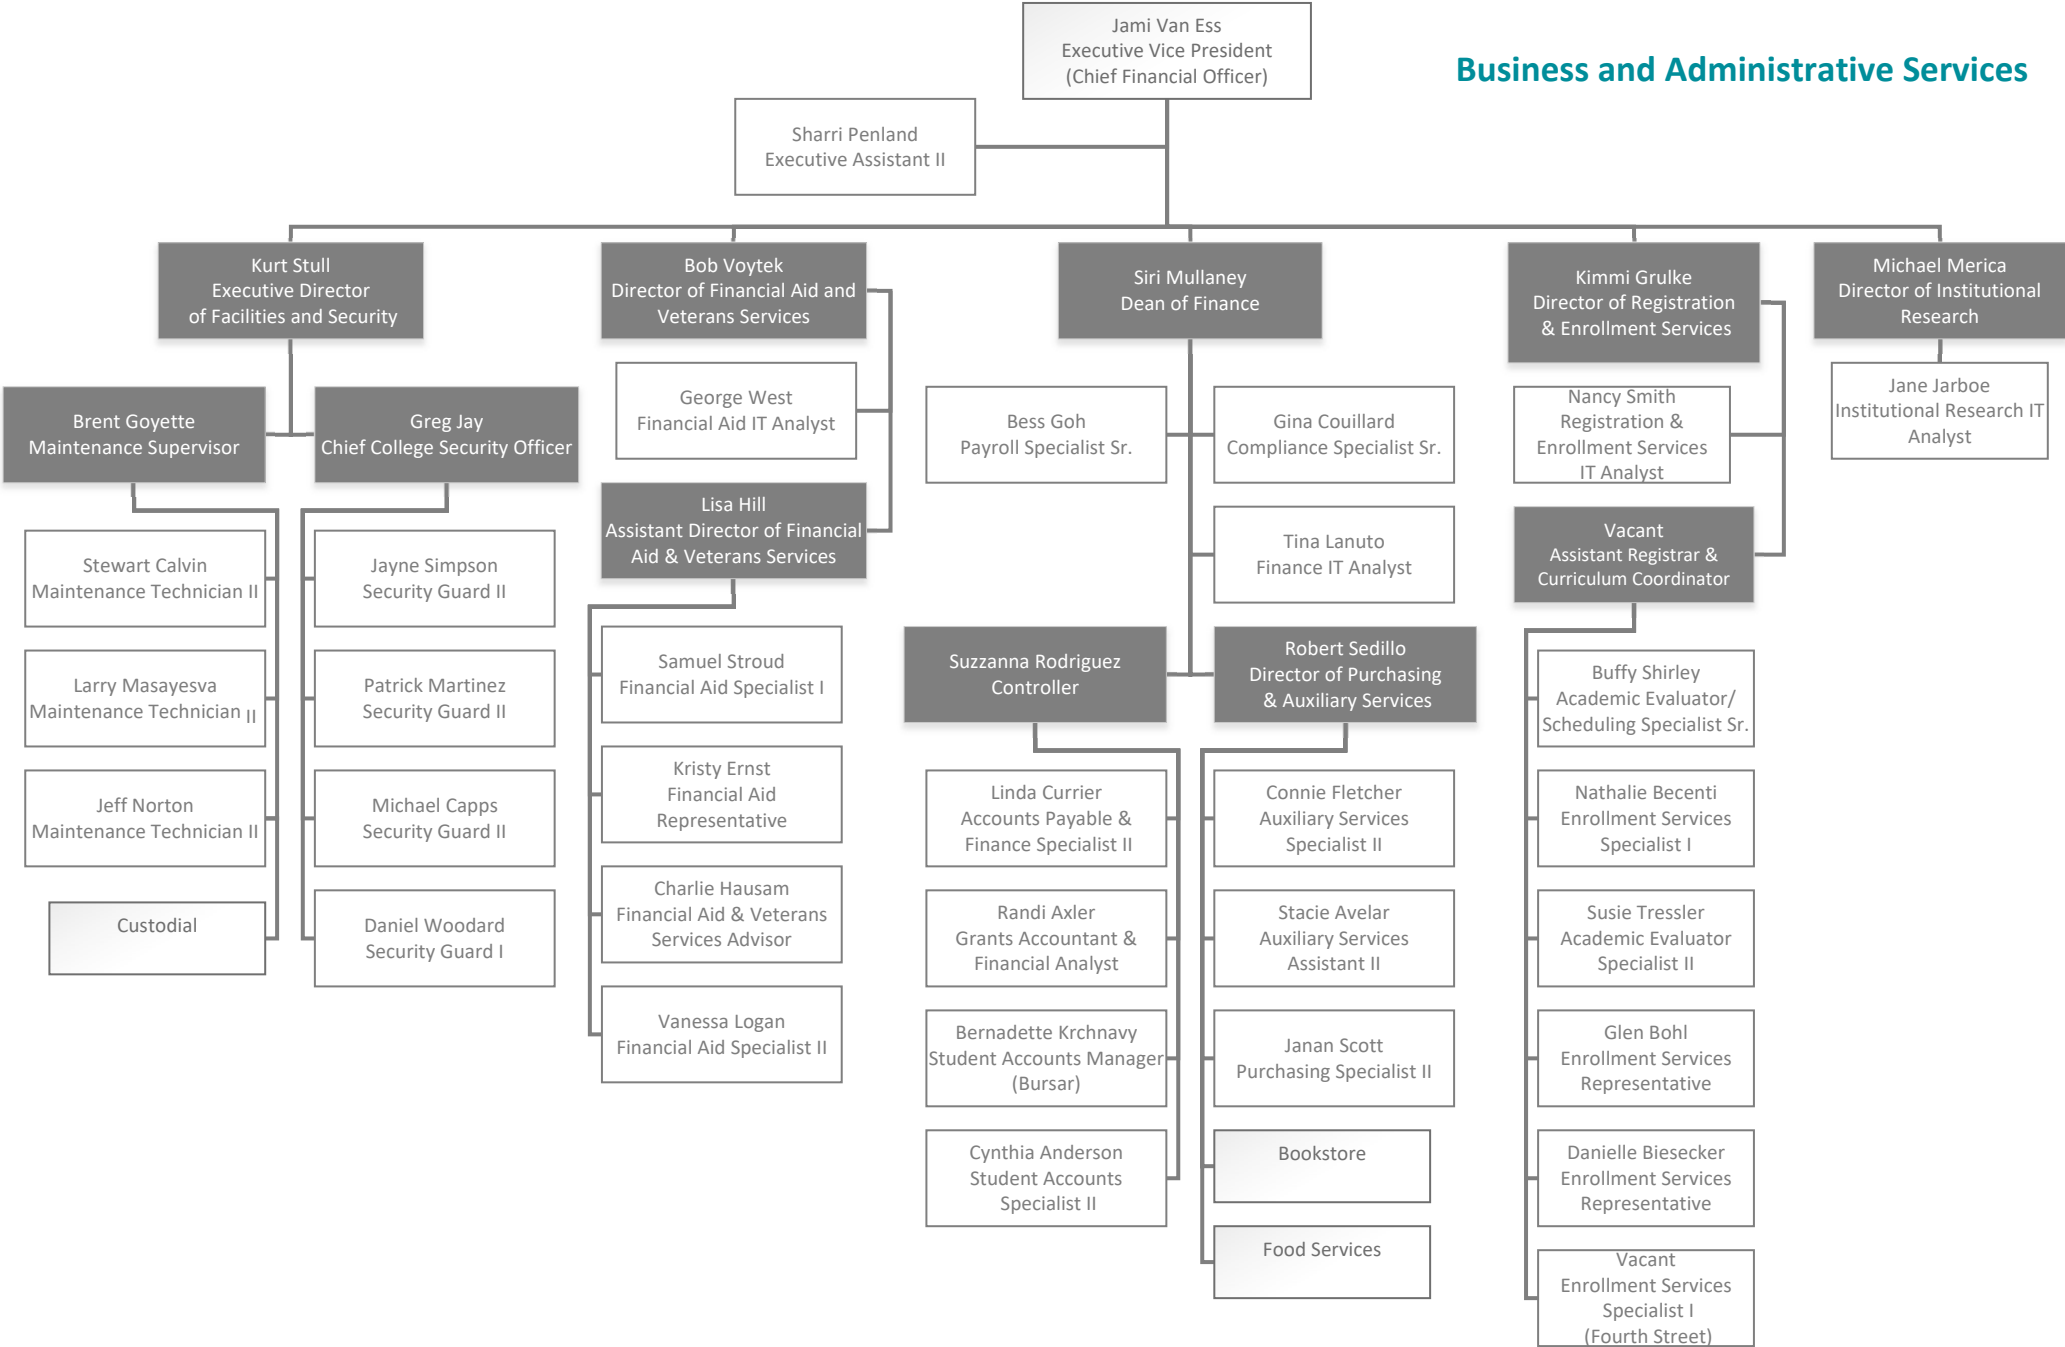 Jami Van Ess
Executive Vice President
(Chief Financial Officer)
Business and Administrative Services
Sharri Penland
Executive Assistant II
Kurt Stull
Executive Director
of Facilities and Security
Bob Voytek
Director of Financial Aid and
Veterans Services
Siri Mullaney
Dean of Finance
Kimmi Grulke
Director of Registration
& Enrollment Services
Michael Merica
Director of Institutional
Research
Brent Goyette
Maintenance Supervisor
Greg Jay
Chief College Security Officer
George West
Financial Aid IT Analyst
Bess Goh
Payroll Specialist Sr.
Gina Couillard
Compliance Specialist Sr.
Nancy Smith
Registration &
Enrollment Services
IT Analyst
Jane Jarboe
Institutional Research IT
Analyst
Lisa Hill
Assistant Director of Financial
Aid & Veterans Services
Tina Lanuto
Finance IT Analyst
Vacant
Assistant Registrar &
Curriculum Coordinator
Stewart Calvin
Maintenance Technician II
Jayne Simpson
Security Guard II
Samuel Stroud
Financial Aid Specialist I
Suzzanna Rodriguez
Controller
Robert Sedillo
Director of Purchasing
& Auxiliary Services
Buffy Shirley
Academic Evaluator/
Scheduling Specialist Sr.
Larry Masayesva
Maintenance Technician II
Patrick Martinez
Security Guard II
Kristy Ernst
Financial Aid
Representative
Linda Currier
Accounts Payable &
Finance Specialist II
Connie Fletcher
Auxiliary Services
Specialist II
Nathalie Becenti
Enrollment Services
Specialist I
Jeff Norton
Maintenance Technician II
Michael Capps
Security Guard II
Charlie Hausam
Financial Aid & Veterans
Services Advisor
Randi Axler
Grants Accountant &
Financial Analyst
Stacie Avelar
Auxiliary Services
Assistant II
Susie Tressler
Academic Evaluator
Specialist II
Custodial
Daniel Woodard
Security Guard I
Vanessa Logan
Financial Aid Specialist II
Bernadette Krchnavy
Student Accounts Manager
(Bursar)
Janan Scott
Purchasing Specialist II
Glen Bohl
Enrollment Services
Representative
Cynthia Anderson
Student Accounts
Specialist II
Bookstore
Danielle Biesecker
Enrollment Services
Representative
Food Services
Vacant
Enrollment Services
Specialist I
(Fourth Street)